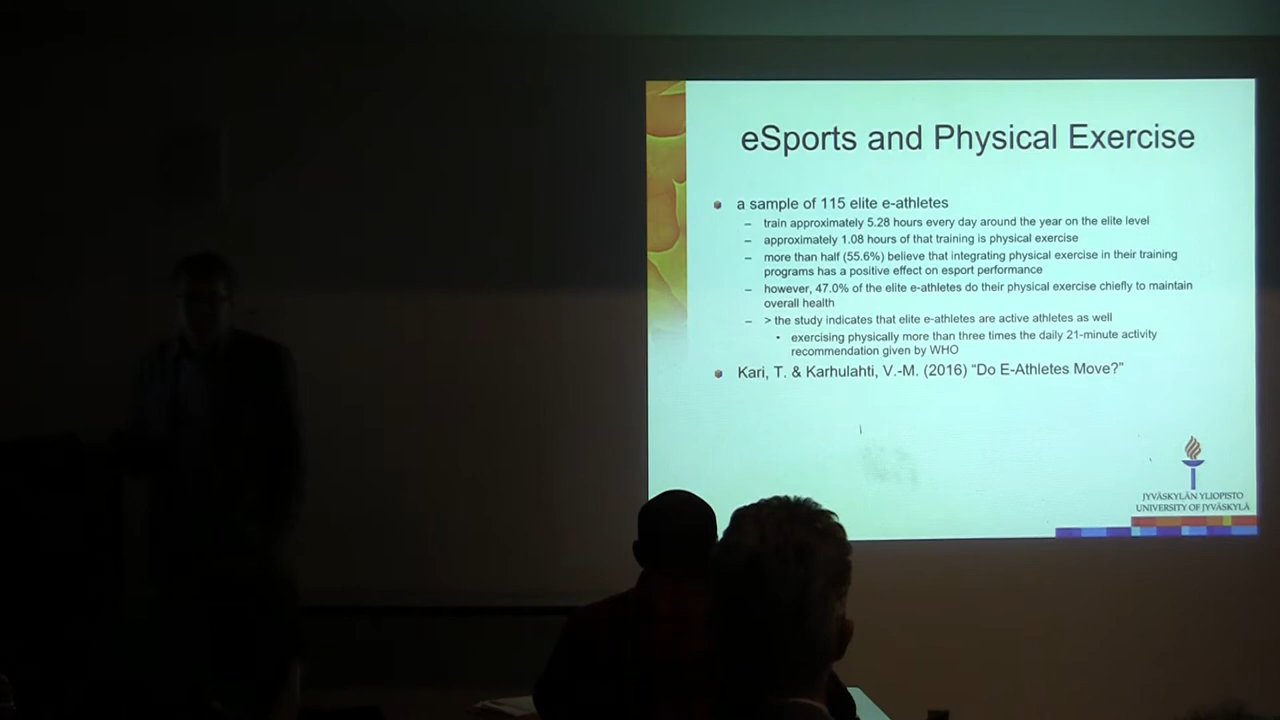 eSports and Physical Exercise
a sample of 115 elite e-athletes
– train approximately 5.28 hours every day around the year on the elite level
– approximately 1.08 hours of that training is physical exercise
– more than half (55.6%) believe that integrating physical exercise in their training
programs has a positive effect on esport performance
– however, 47.0% of the elite e-athletes do their physical exercise chiefly to maintain
overall health
– > the study indicates that elite e-athletes are active athletes as well
• exercising physically more than three times the daily 21-minute activity
recommendation given by WHO
Kari, T. & Karhulahti, V.-M. (2016) “Do E-Athletes Move?”
JYVÄSKYLÄN YLIOPISTO
UNIVERSITY OF JYVÄSKYLÄ